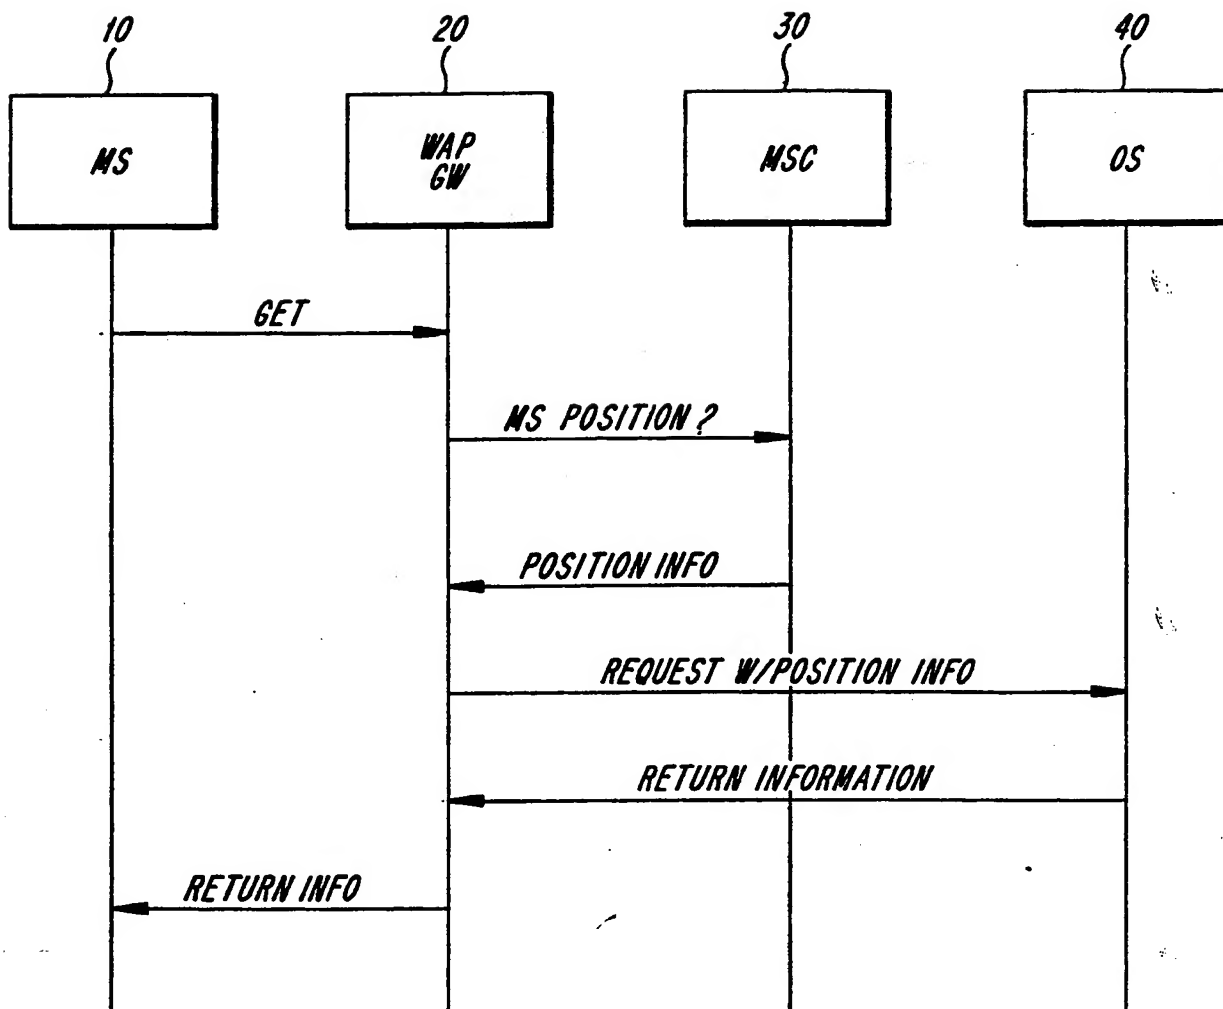 10
20
30
40
MS
WAP
GW
MSC
OS
GET
MS POSITION?
POSITION INFO
REQUEST W/POSITION INFO
RETURN INFORMATION
RETURN INFO